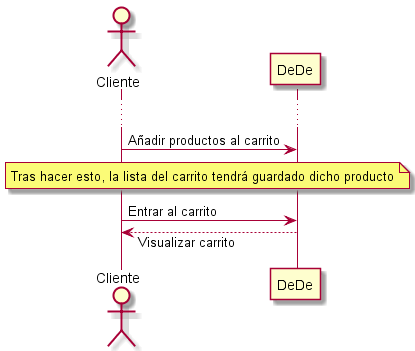 Cliente
DeDe
Añadir productos al carrito
Tras hacer esto, la lista del carrito tendrá guardado dicho producto
Entrar al carrito
Visualizar carrito
Cliente
DeDe